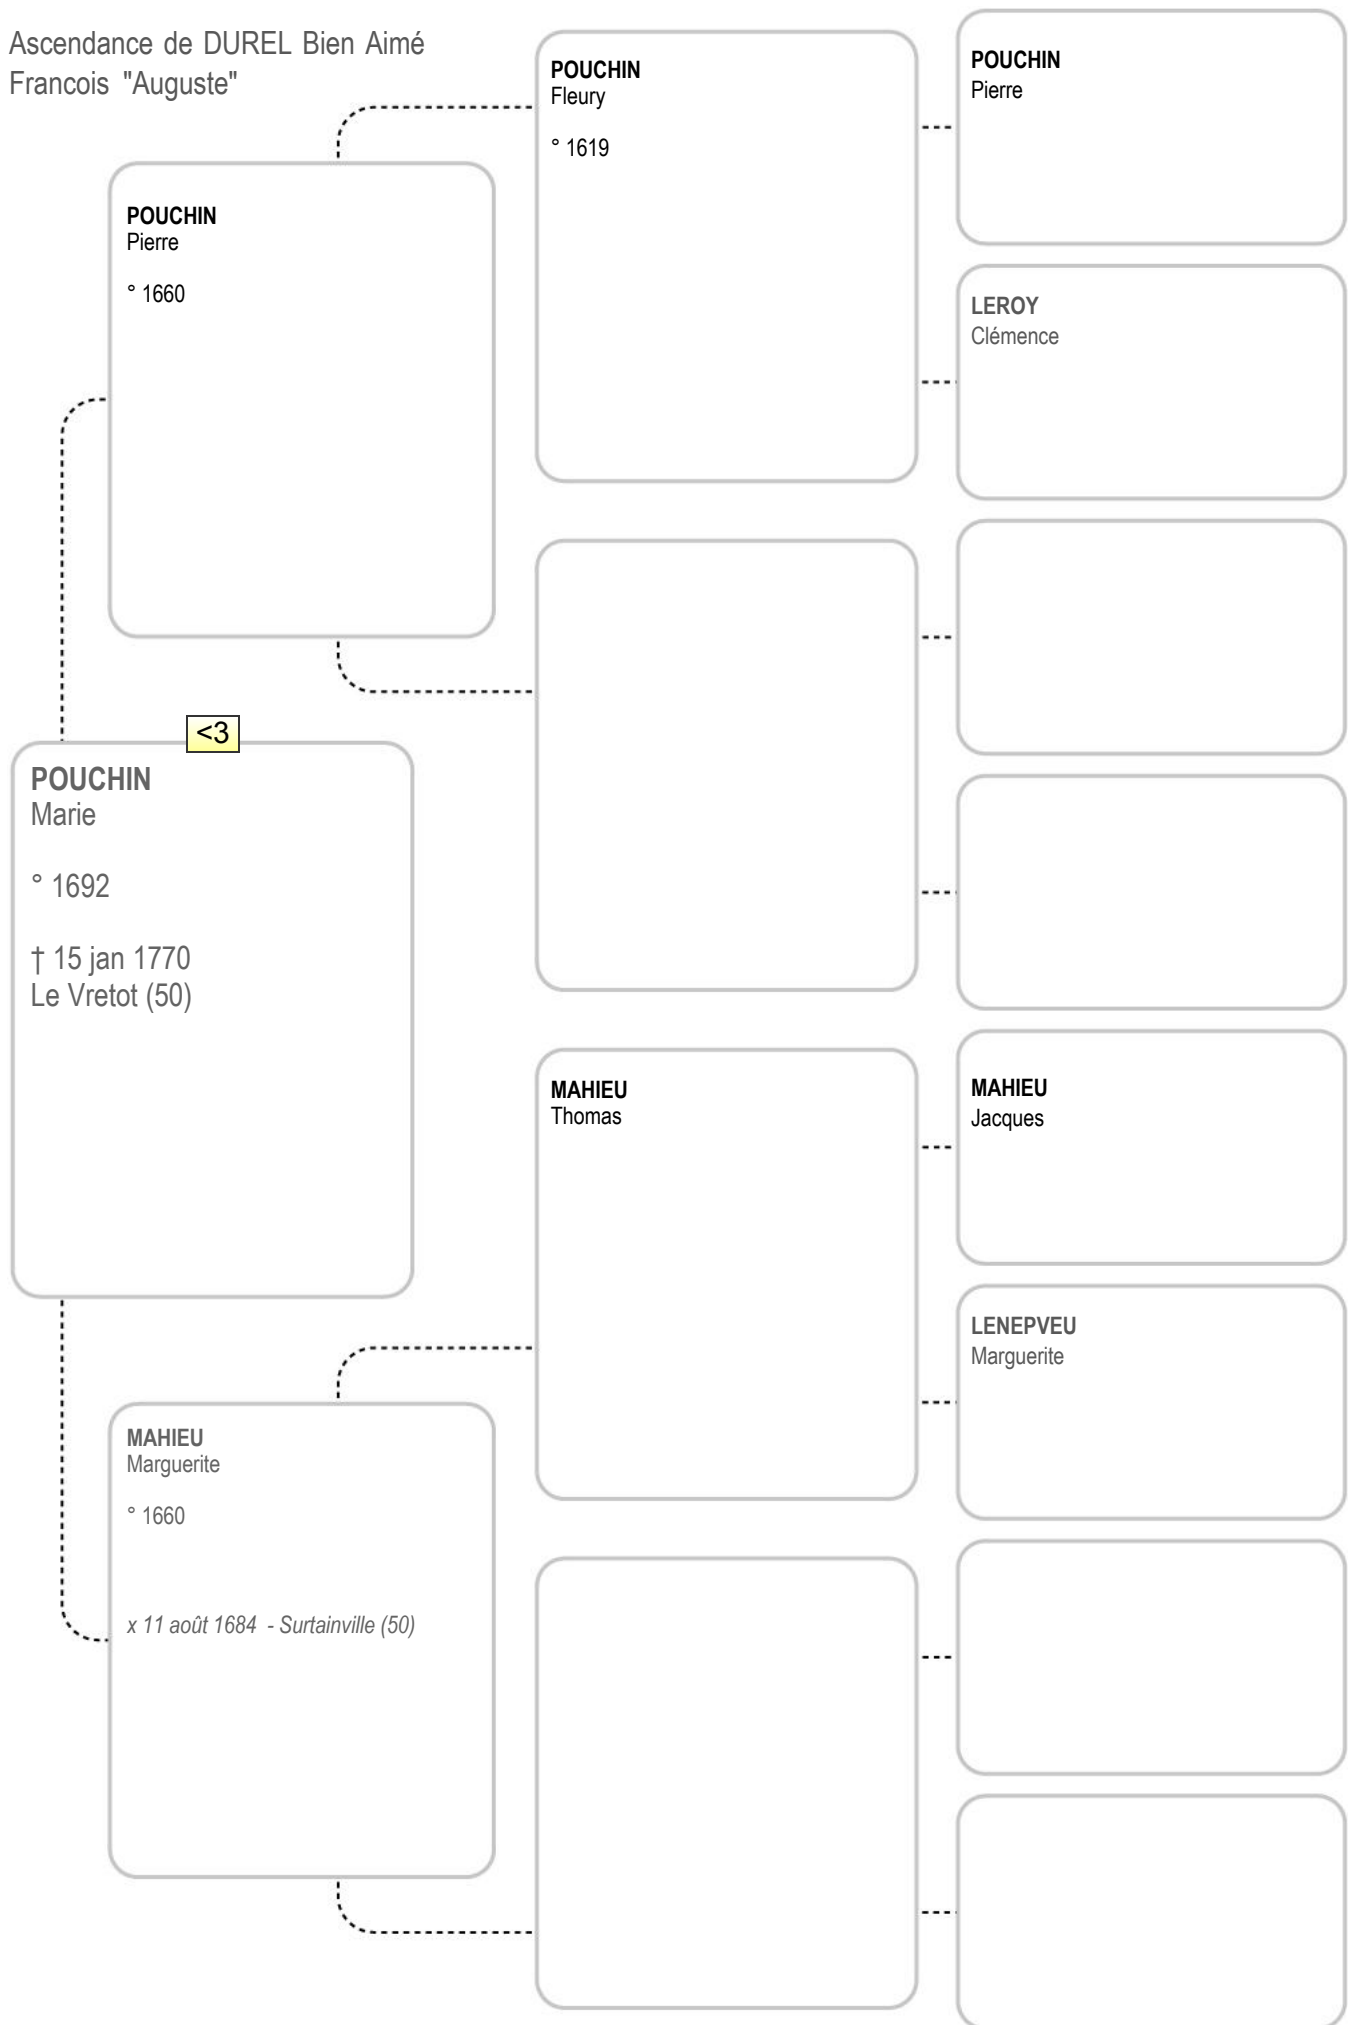 Ascendance de DUREL Bien Aimé
Francois "Auguste"
POUCHIN
Fleury
° 1619
POUCHIN
Pierre
POUCHIN
Pierre
° 1660
LEROY
Clémence
<3
POUCHIN
Marie
° 1692
† 15 jan 1770
Le Vretot (50)
MAHIEU
Thomas
MAHIEU
Jacques
LENEPVEU
Marguerite
MAHIEU
Marguerite
° 1660
x 11 août 1684 - Surtainville (50)